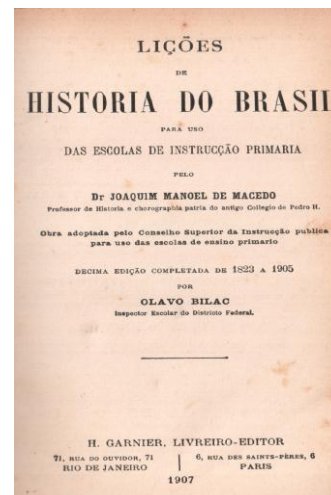 LIÇÕES
DE
HISTORIA DO BRASIL
PARA USO
DAS ESCOLAS DE INSTRUCÇÃO PRIMARIA
PELO
Dr JOAQUIM MANOEL DE MACEDO
Professor de Historia e chorographia patria do antigo Collegio de Pedro II.
Obra adoptada pelo Conselho Superior da Instrucção publica
para uso das escolas de ensino primario
DECIMA EDIÇÃO COMPLETADA DE 1823 A 1905
POR
OLAVO BILAC
Inspector Escolar do Districto Federal.
H. GARNIER, LIVREIRO-EDITOR
71, RUA DO OUVIDOR, 71 | 6, RUA DES SAINTS-PÈRES, 6
RIO DE JANEIRO | PARIS
1907